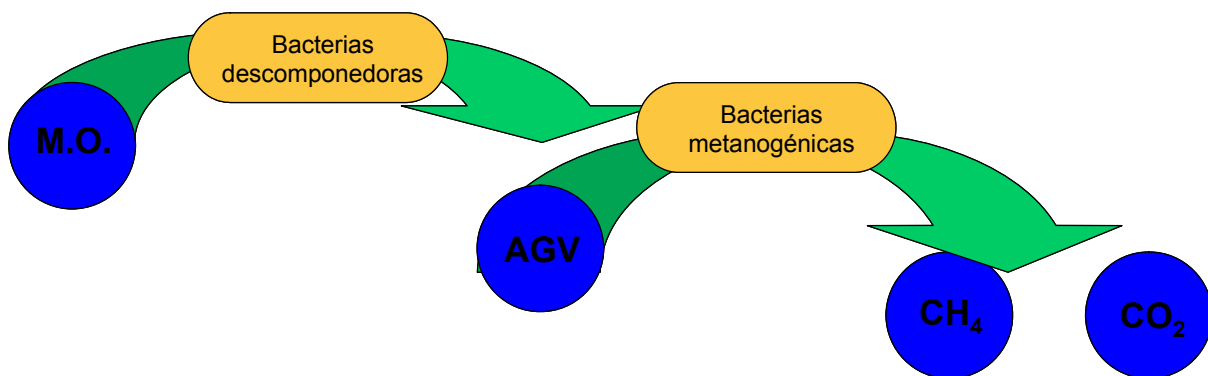 Bacterias
descomponedoras
M.O.
Bacterias
metanogénicas
AGV
CH₄
CO₂